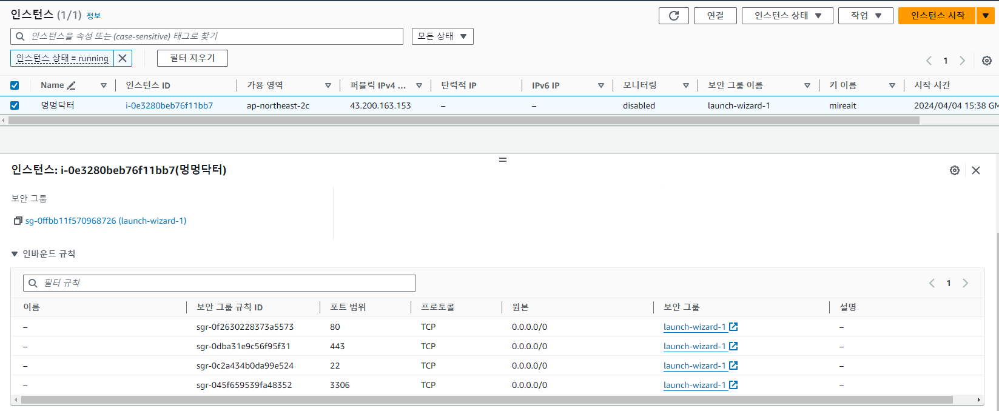 인스턴스 (1/1) 정보
연결 인스턴스 상태 작업 인스턴스 시작
인스턴스을 속성 또는 (case-sensitive) 태그로 찾기 모든 상태
인스턴스 상태 = running 필터 지우기 1
Name 인스턴스 ID 가용 영역 퍼블릭 IPv4 ... 탄력적 IP IPv6 IP 모니터링 보안 그룹 이름 키 이름 시작 시간
멍멍닥터 i-0e3280beb76f11bb7 ap-northeast-2c 43.200.163.153 – – disabled launch-wizard-1 mireait 2024/04/04 15:38 GM
인스턴스: i-0e3280beb76f11bb7(멍멍닥터)
보안 그룹
sg-0ffbb11f570968726 (launch-wizard-1)
인바운드 규칙
필터 규칙 1
이름 보안 그룹 규칙 ID 포트 범위 프로토콜 원본 보안 그룹 설명
– sgr-0f2630228373a5573 80 TCP 0.0.0.0/0 launch-wizard-1 –
– sgr-0dba31e9c56f95f31 443 TCP 0.0.0.0/0 launch-wizard-1 –
– sgr-0c2a434b0da99e524 22 TCP 0.0.0.0/0 launch-wizard-1 –
– sgr-045f659539fa48352 3306 TCP 0.0.0.0/0 launch-wizard-1 –